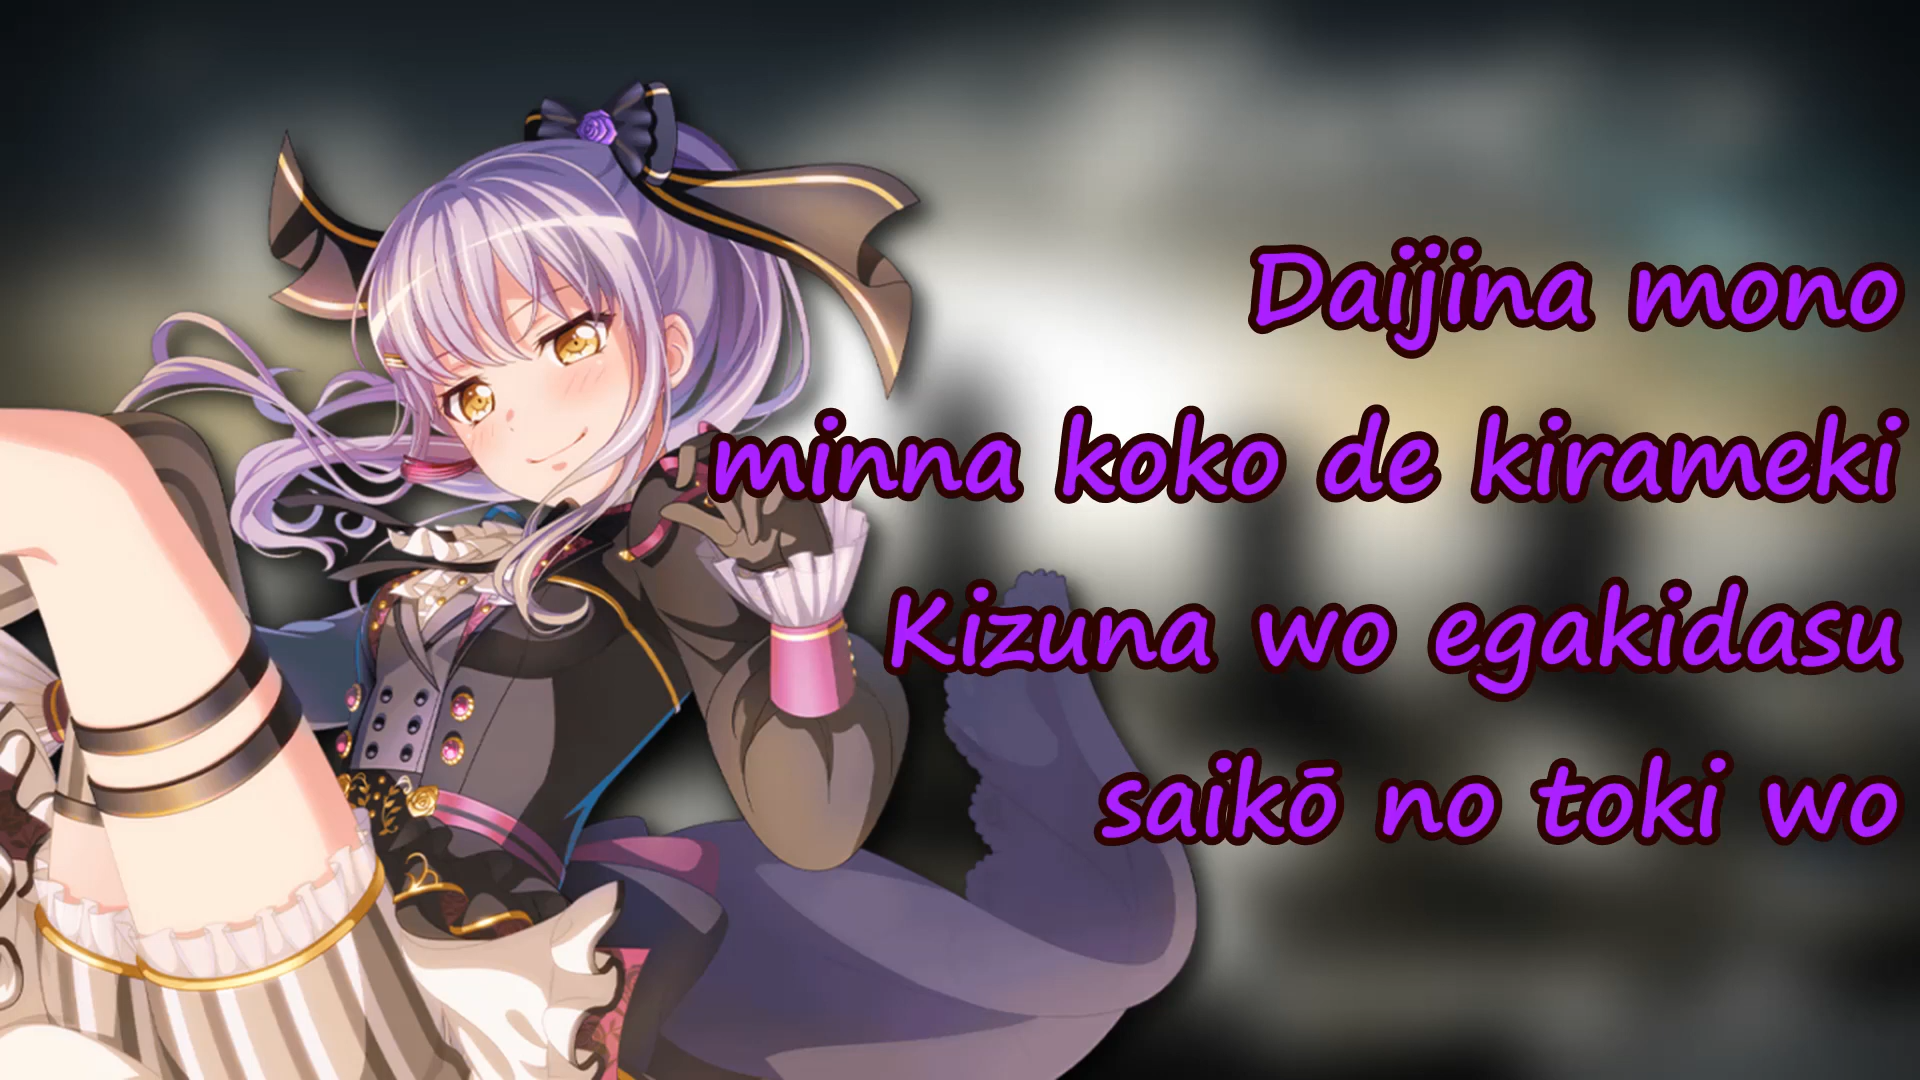 Daijina mono
minna koko de kirameki
Kizuna wo egakidasu
saikō no toki wo